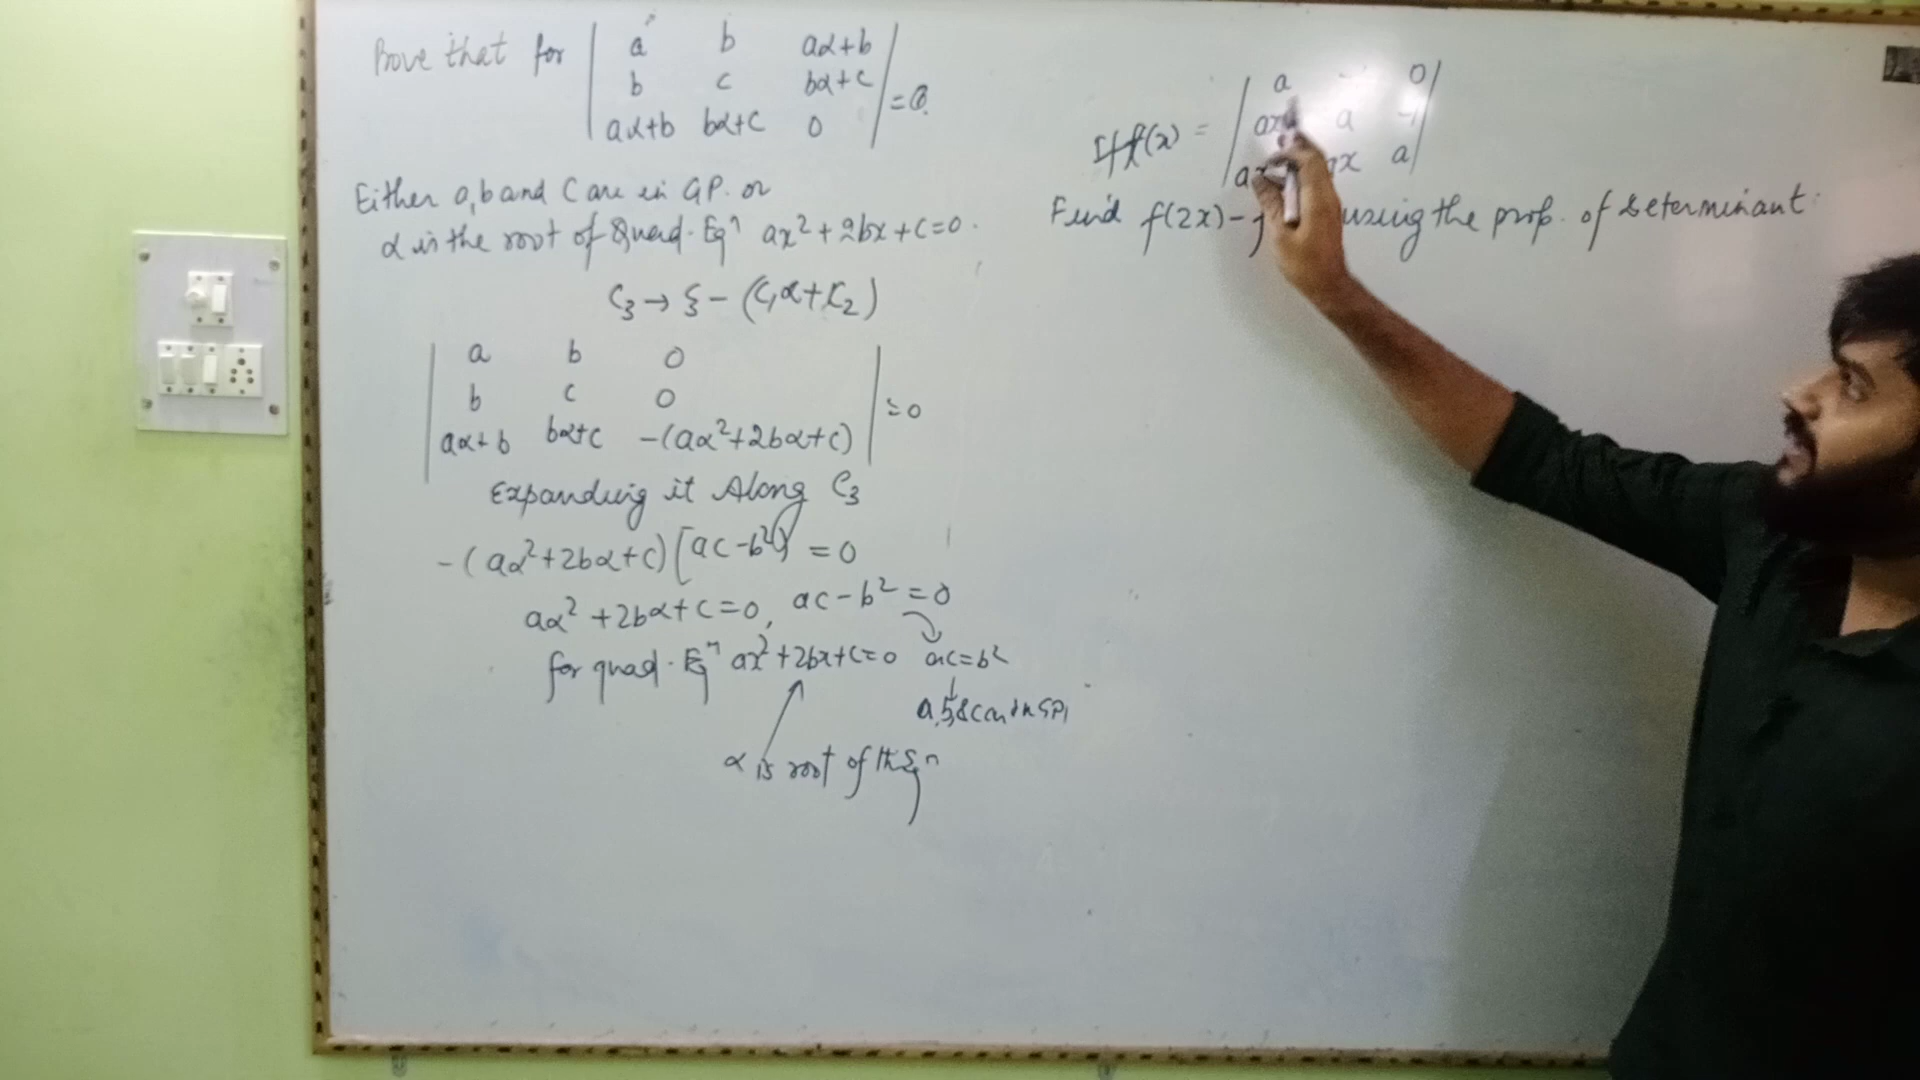 Prove that for | a b aα+b |
| b c bα+c | = 0.
| aα+b bα+c 0 |
Either a, b and C are in GP. or
α is the root of Quad. Eqn ax²+2bx+c=0.
C₃ → C₃ - (C₁α+C₂)
| a b 0 |
| b c 0 | = 0
| aα+b bα+c -(aα²+2bα+c) |
Expanding it Along C₃
-(aα²+2bα+c)[ac-b²] = 0
aα²+2bα+c=0, ac-b²=0
for quad. Eqn ax²+2bx+c=0 ac=b²
α is root of
If f(x) = | a 0 |
| a -1 |
| ax a |
Find f(2x)- using the prop. of determinant.